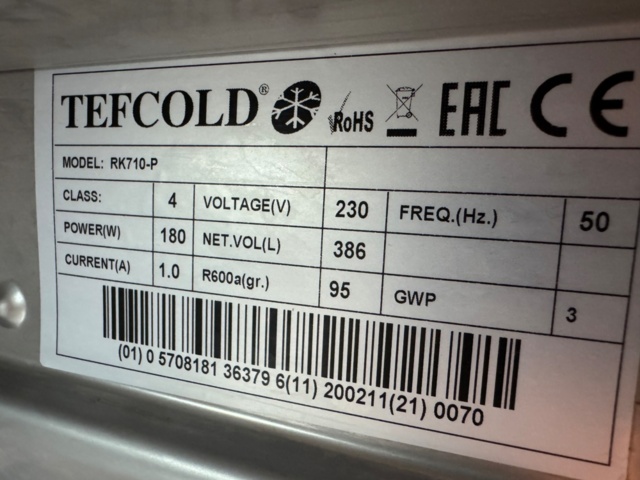 TEFCOLD® RoHS EAC CE
MODEL: RK710-P
CLASS: 4 VOLTAGE(V) 230 FREQ.(Hz.) 50
POWER(W) 180 NET.VOL(L) 386
CURRENT(A) 1.0 R600a(gr.) 95 GWP 3
(01) 0 5708181 36379 6(11) 200211(21) 0070